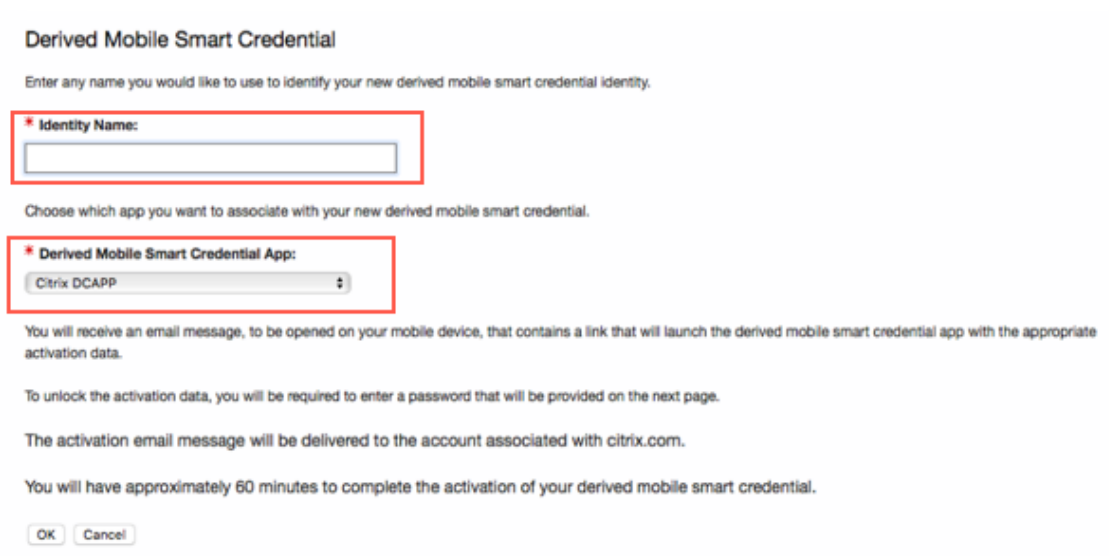 Derived Mobile Smart Credential
Enter any name you would like to use to identify your new derived mobile smart credential identity.
* Identity Name:
Choose which app you want to associate with your new derived mobile smart credential.
* Derived Mobile Smart Credential App:
Citrix DCAPP
You will receive an email message, to be opened on your mobile device, that contains a link that will launch the derived mobile smart credential app with the appropriate
activation data.
To unlock the activation data, you will be required to enter a password that will be provided on the next page.
The activation email message will be delivered to the account associated with citrix.com.
You will have approximately 60 minutes to complete the activation of your derived mobile smart credential.
OK Cancel